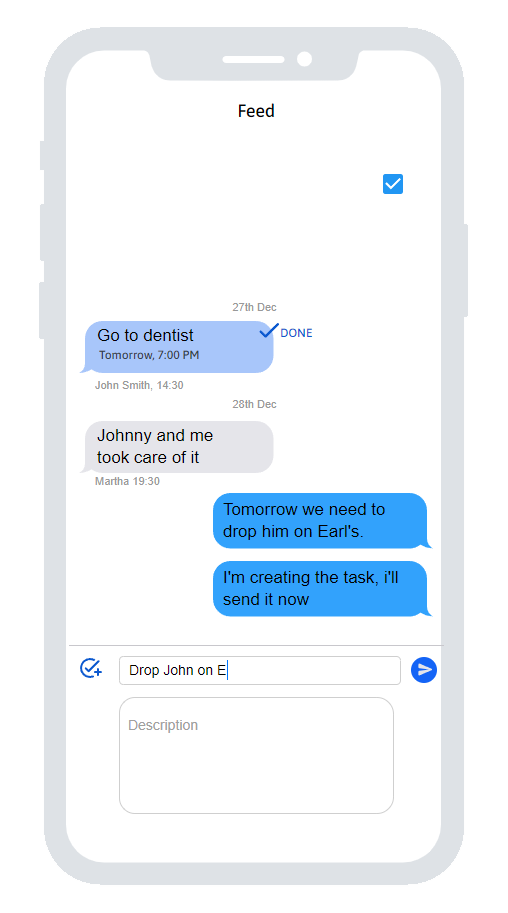 Feed
27th Dec
Go to dentist
DONE
Tomorrow, 7:00 PM
John Smith, 14:30
28th Dec
Johnny and me
took care of it
Martha 19:30
Tomorrow we need to
drop him on Earl's.
I'm creating the task, i'll
send it now
Drop John on E
Description